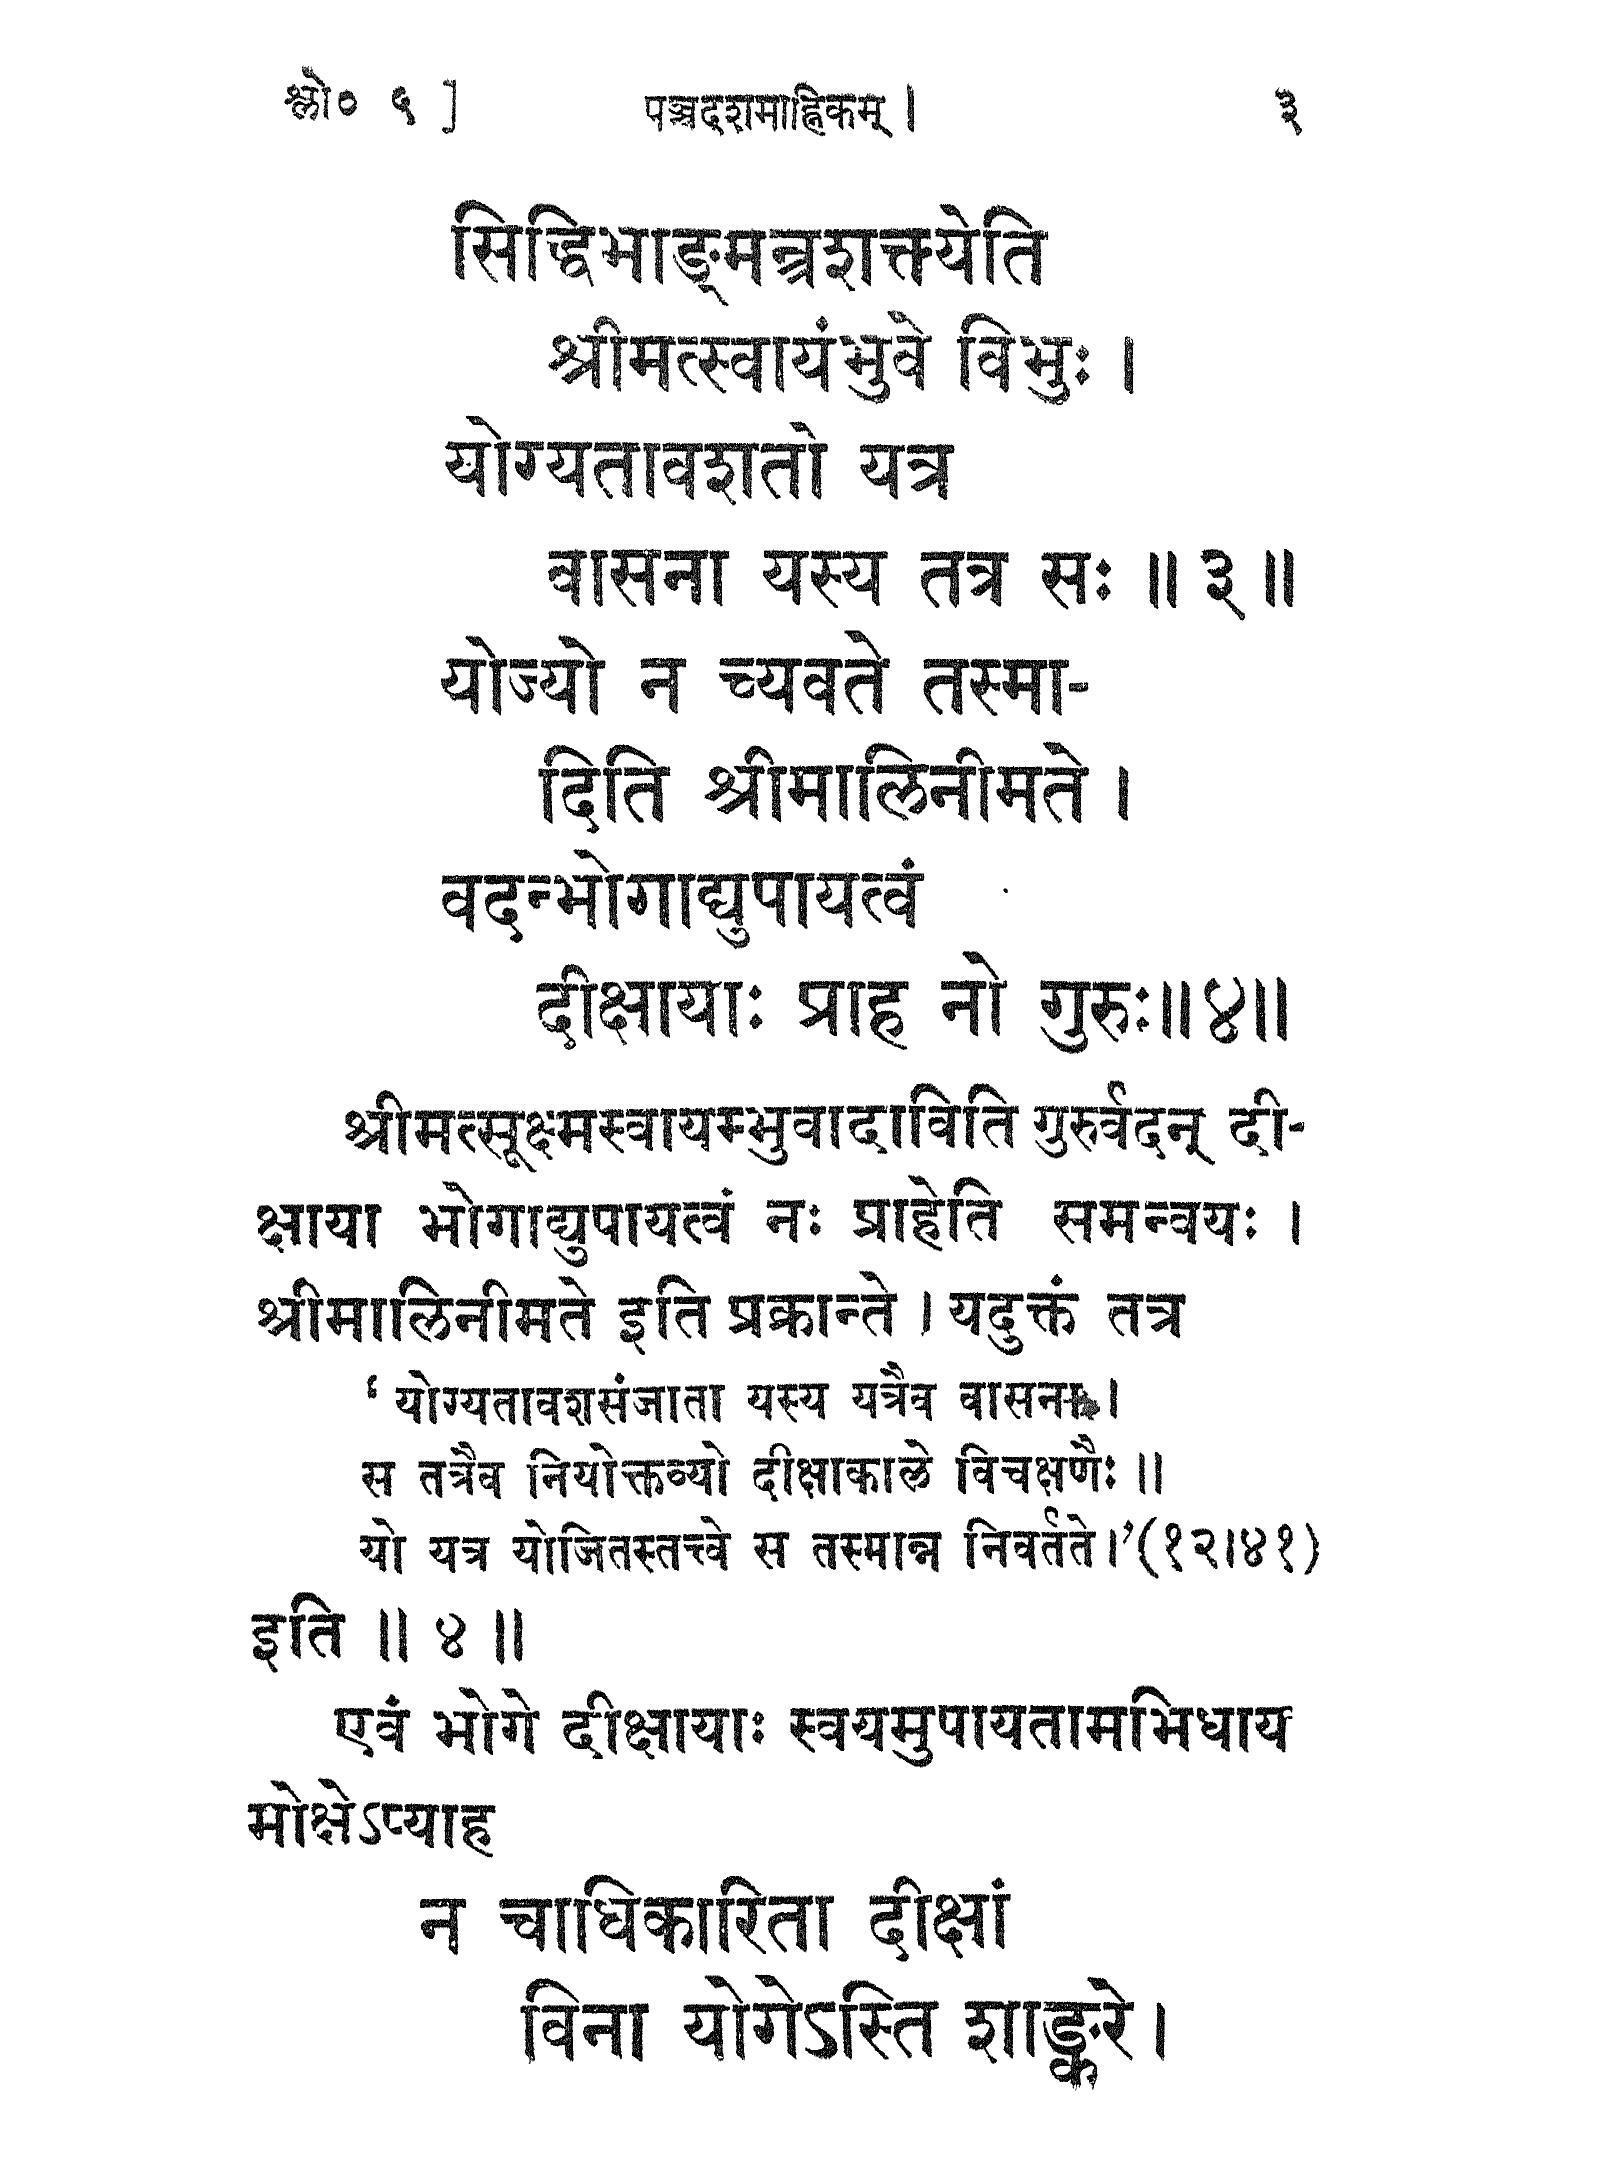 श्लो० ५ ] पञ्चदशमाह्निकम् । ३
सिद्धिभाङ्मन्त्रशक्त्येति
श्रीमत्स्वायंभुवे विभुः ।
योग्यतावशतो यत्र
वासना यस्य तत्र सः ॥ ३ ॥
योज्यो न च्यवते तस्मा-
दिति श्रीमालिनीमते ।
वदन्भोगाद्युपायत्वं
दीक्षायाः प्राह नो गुरुः॥४॥
श्रीमत्सूक्ष्मस्वायम्भुवादाविति गुरुर्वदन् दी-
क्षाया भोगाद्युपायत्वं नः प्राहेति समन्वयः ।
श्रीमालिनीमते इति प्रक्रान्ते । यदुक्तं तत्र
‘ योग्यतावशसंजाता यस्य यत्रैव वासना ।
स तत्रैव नियोक्तव्यो दीक्षाकाले विचक्षणैः ॥
यो यत्र योजितस्तत्त्वे स तस्मान्न निवर्तते।’(१२।४१)
इति ॥ ४ ॥
एवं भोगे दीक्षायाः स्वयमुपायतामभिधाय
मोक्षेऽप्याह
न चाधिकारिता दीक्षां
विना योगेऽस्ति शाङ्करे ।